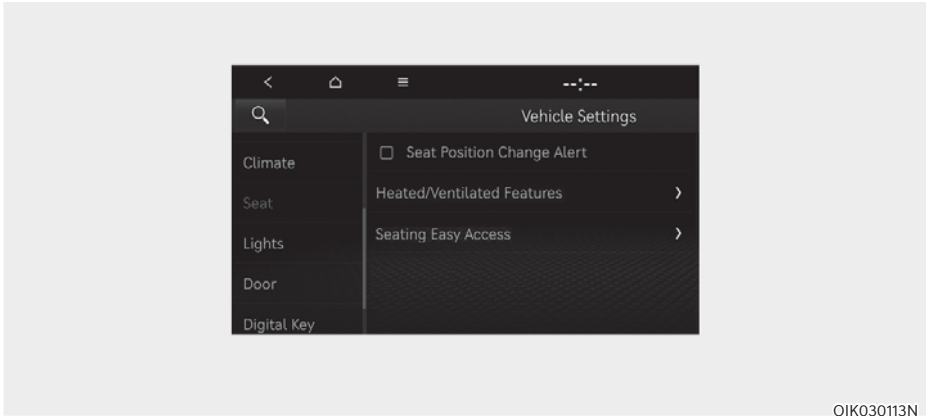 --:--
Vehicle Settings
Climate
Seat Position Change Alert
Seat
Heated/Ventilated Features
Lights
Seating Easy Access
Door
Digital Key
OIK030113N